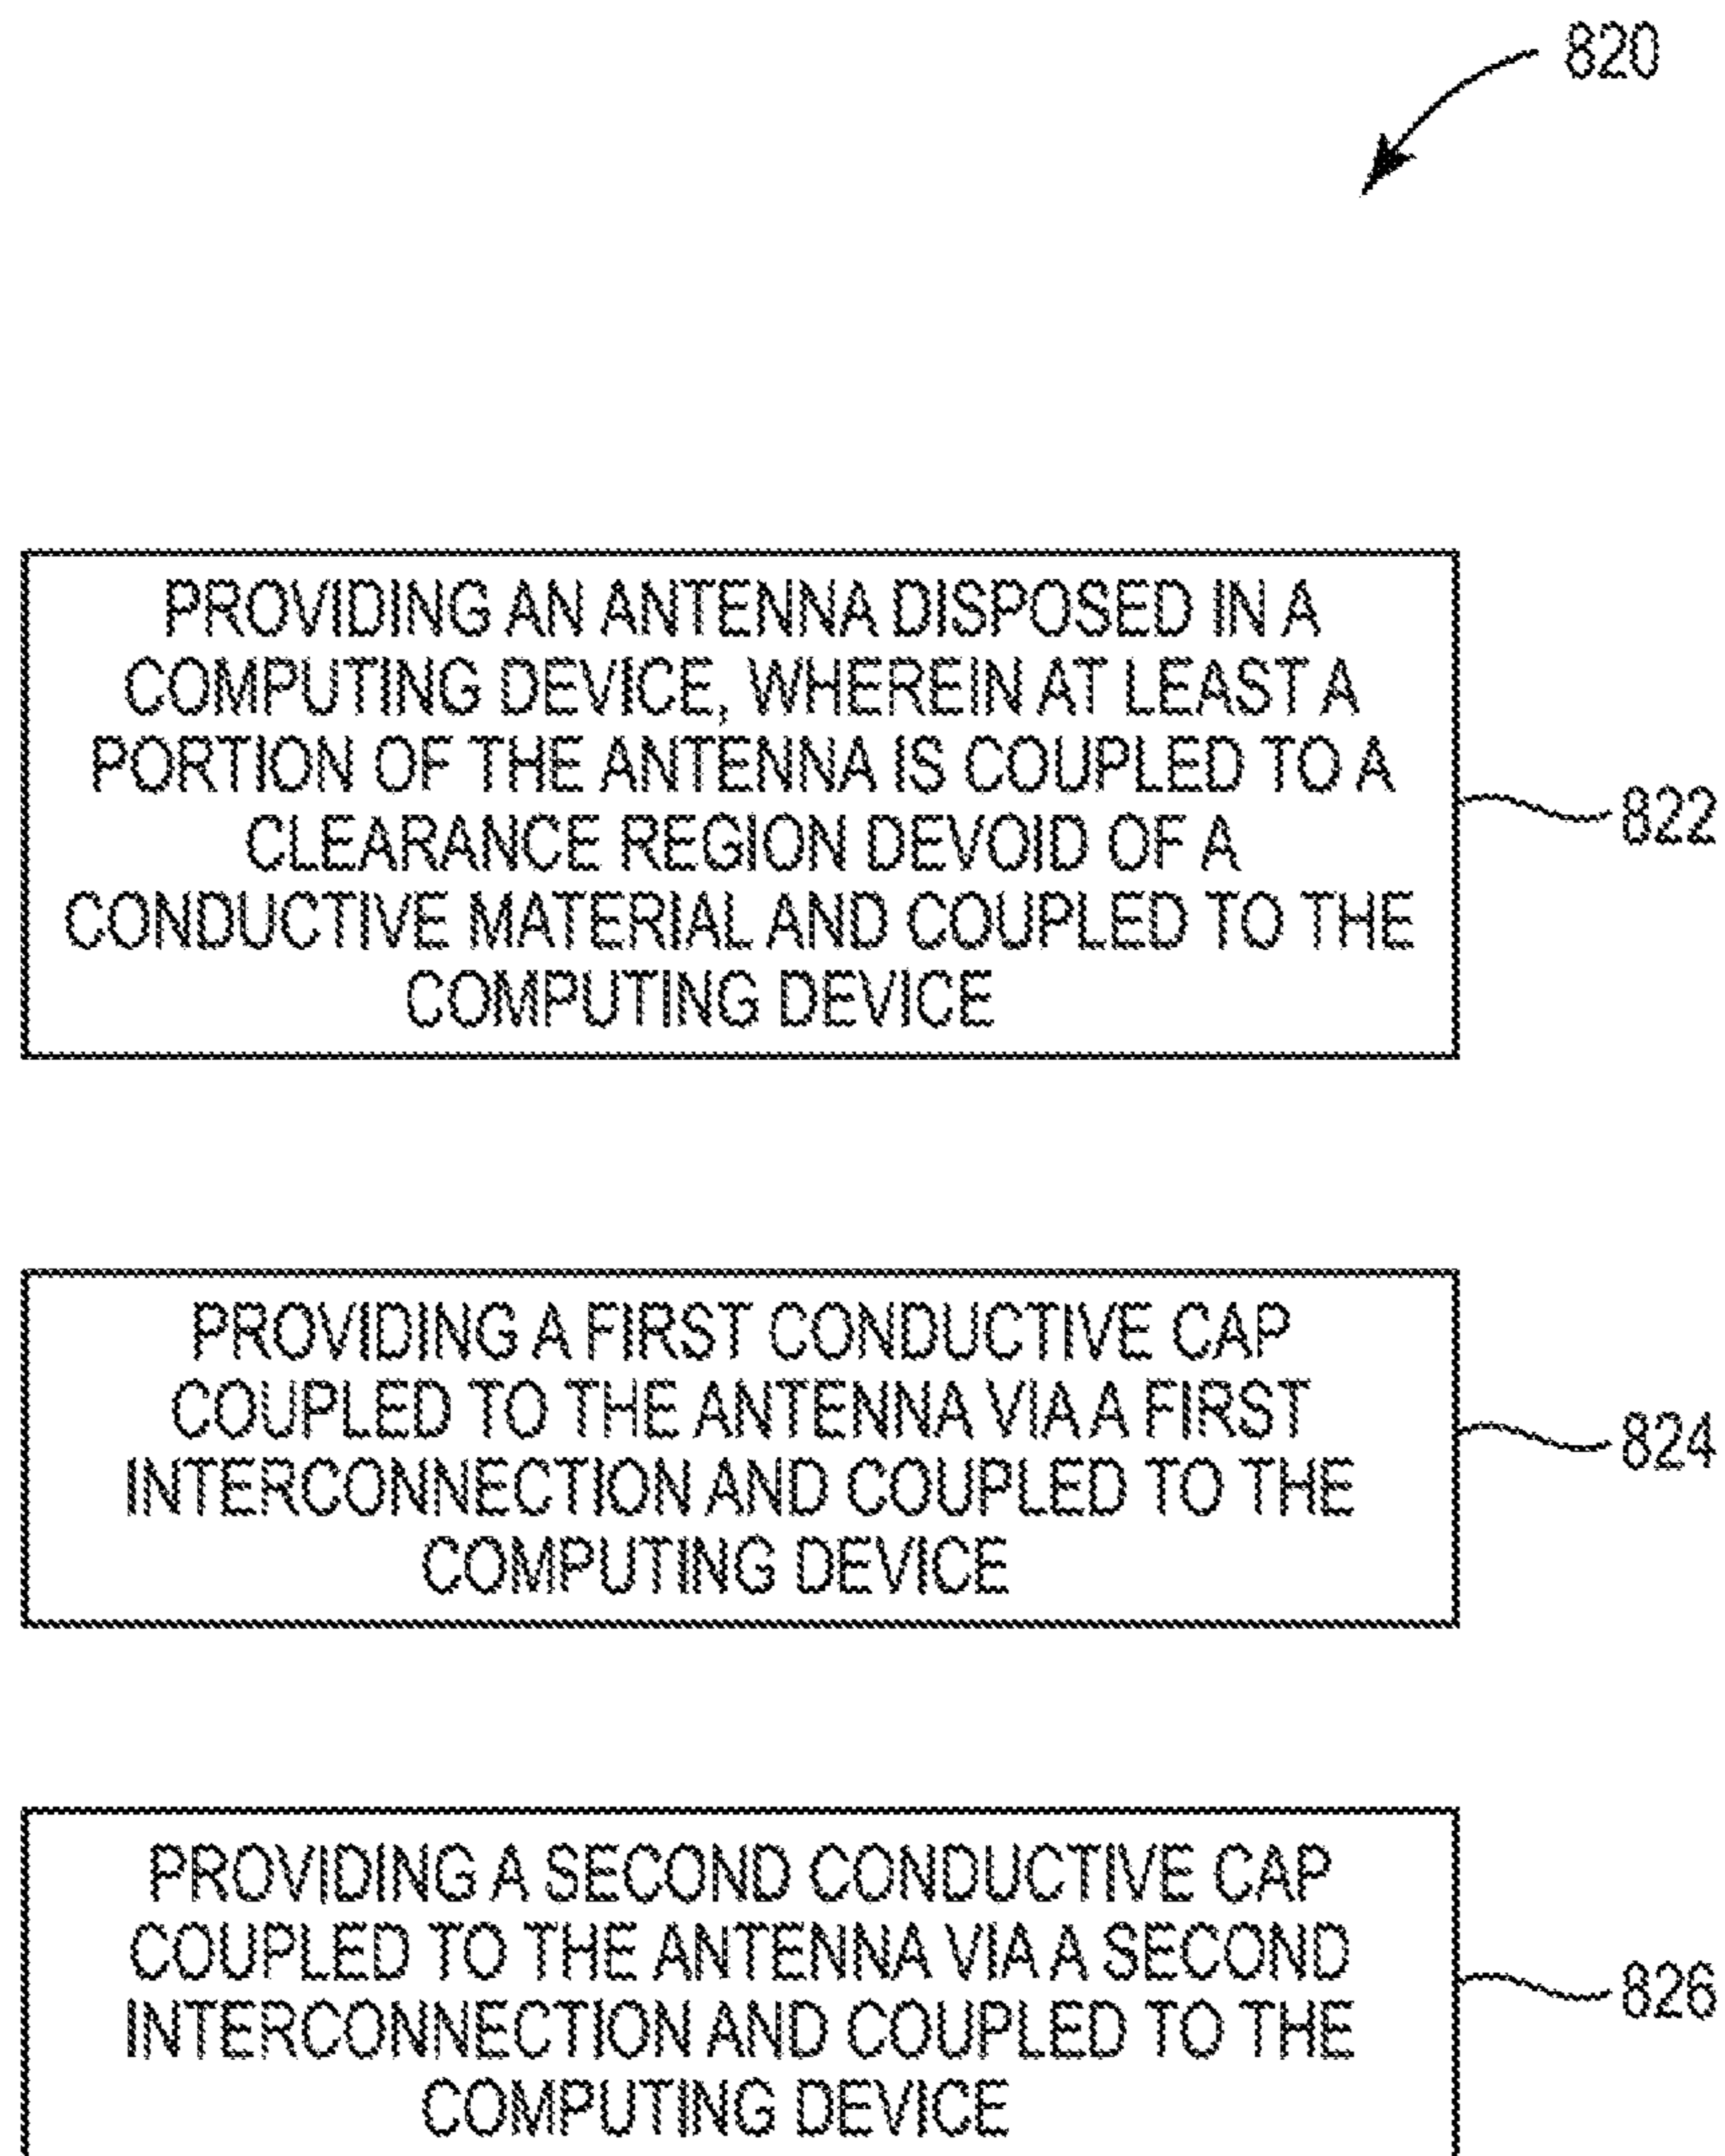 820
PROVIDING AN ANTENNA DISPOSED IN A
COMPUTING DEVICE, WHEREIN AT LEAST A
PORTION OF THE ANTENNA IS COUPLED TO A
CLEARANCE REGION DEVOID OF A
CONDUCTIVE MATERIAL AND COUPLED TO THE
COMPUTING DEVICE
822
PROVIDING A FIRST CONDUCTIVE CAP
COUPLED TO THE ANTENNA VIA A FIRST
INTERCONNECTION AND COUPLED TO THE
COMPUTING DEVICE
824
PROVIDING A SECOND CONDUCTIVE CAP
COUPLED TO THE ANTENNA VIA A SECOND
INTERCONNECTION AND COUPLED TO THE
COMPUTING DEVICE
826